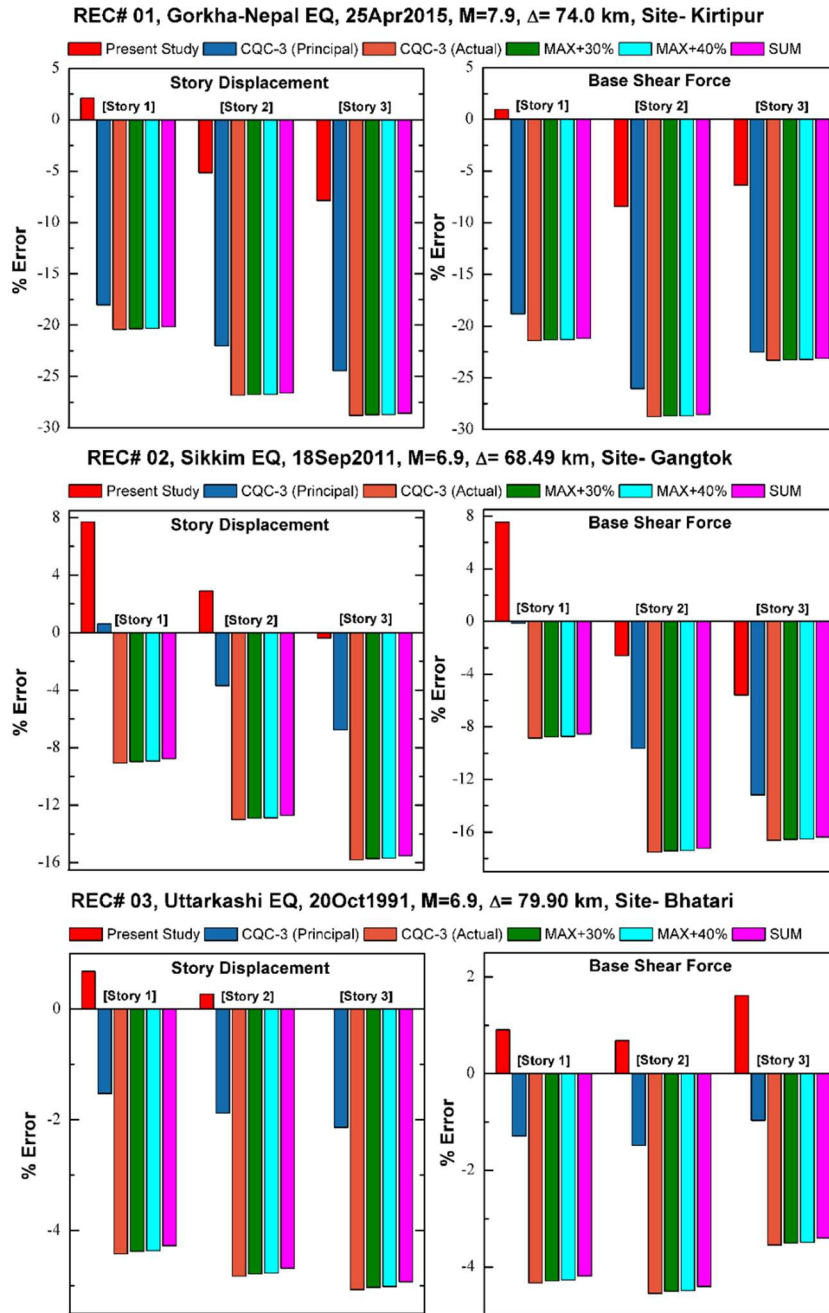 REC# 01, Gorkha-Nepal EQ, 25Apr2015, M=7.9, Δ= 74.0 km, Site- Kirtipur
Present Study CQC-3 (Principal) CQC-3 (Actual) MAX+30% MAX+40% SUM
Story Displacement
[Story 1] [Story 2] [Story 3]
% Error
5
0
-5
-10
-15
-20
-25
-30
Base Shear Force
[Story 1] [Story 2] [Story 3]
% Error
5
0
-5
-10
-15
-20
-25
-30
REC# 02, Sikkim EQ, 18Sep2011, M=6.9, Δ= 68.49 km, Site- Gangtok
Present Study CQC-3 (Principal) CQC-3 (Actual) MAX+30% MAX+40% SUM
Story Displacement
[Story 1] [Story 2] [Story 3]
% Error
8
4
0
-4
-8
-12
-16
Base Shear Force
[Story 1] [Story 2] [Story 3]
% Error
8
4
0
-4
-8
-12
-16
REC# 03, Uttarkashi EQ, 20Oct1991, M=6.9, Δ= 79.90 km, Site- Bhatari
Present Study CQC-3 (Principal) CQC-3 (Actual) MAX+30% MAX+40% SUM
Story Displacement
[Story 1] [Story 2] [Story 3]
% Error
0
-2
-4
Base Shear Force
[Story 1] [Story 2] [Story 3]
% Error
2
0
-2
-4